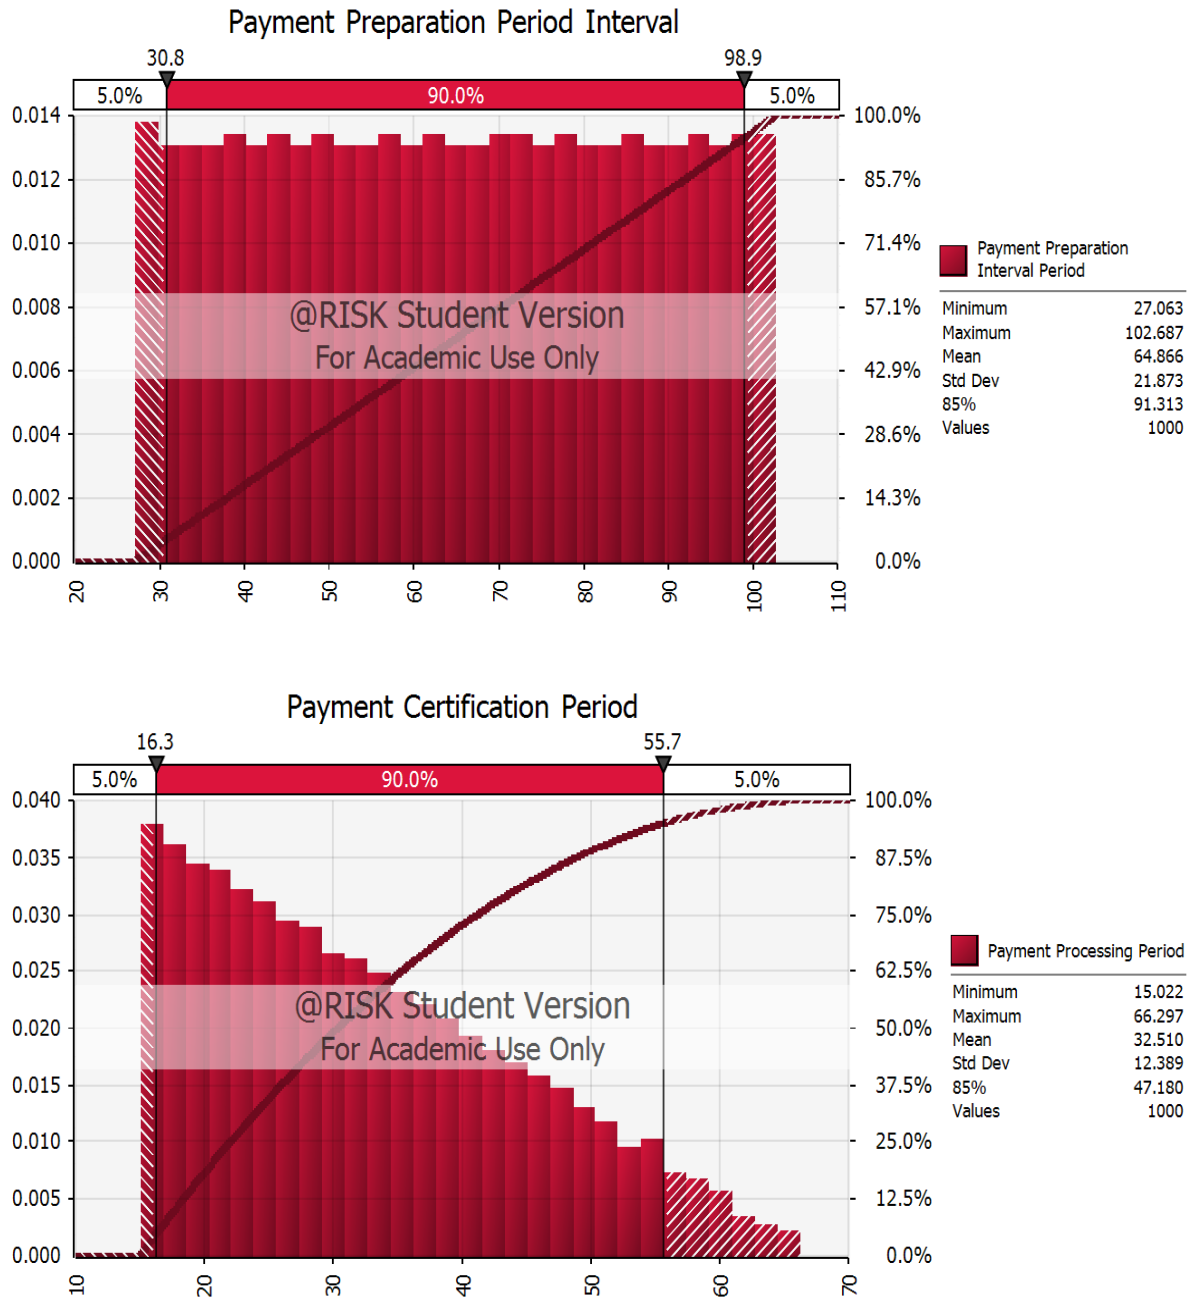 Payment Preparation Period Interval
30.8 98.9
5.0% 90.0% 5.0%
0.014 100.0%
0.012 85.7%
0.010 71.4%
0.008 57.1%
0.006 42.9%
0.004 28.6%
0.002 14.3%
0.000 0.0%
20 30 40 50 60 70 80 90 100 110
@RISK Student Version
For Academic Use Only
Payment Preparation
Interval Period
Minimum 27.063
Maximum 102.687
Mean 64.866
Std Dev 21.873
85% 91.313
Values 1000
Payment Certification Period
16.3 55.7
5.0% 90.0% 5.0%
0.040 100.0%
0.035 87.5%
0.030 75.0%
0.025 62.5%
0.020 50.0%
0.015 37.5%
0.010 25.0%
0.005 12.5%
0.000 0.0%
10 20 30 40 50 60 70
@RISK Student Version
For Academic Use Only
Payment Processing Period
Minimum 15.022
Maximum 66.297
Mean 32.510
Std Dev 12.389
85% 47.180
Values 1000